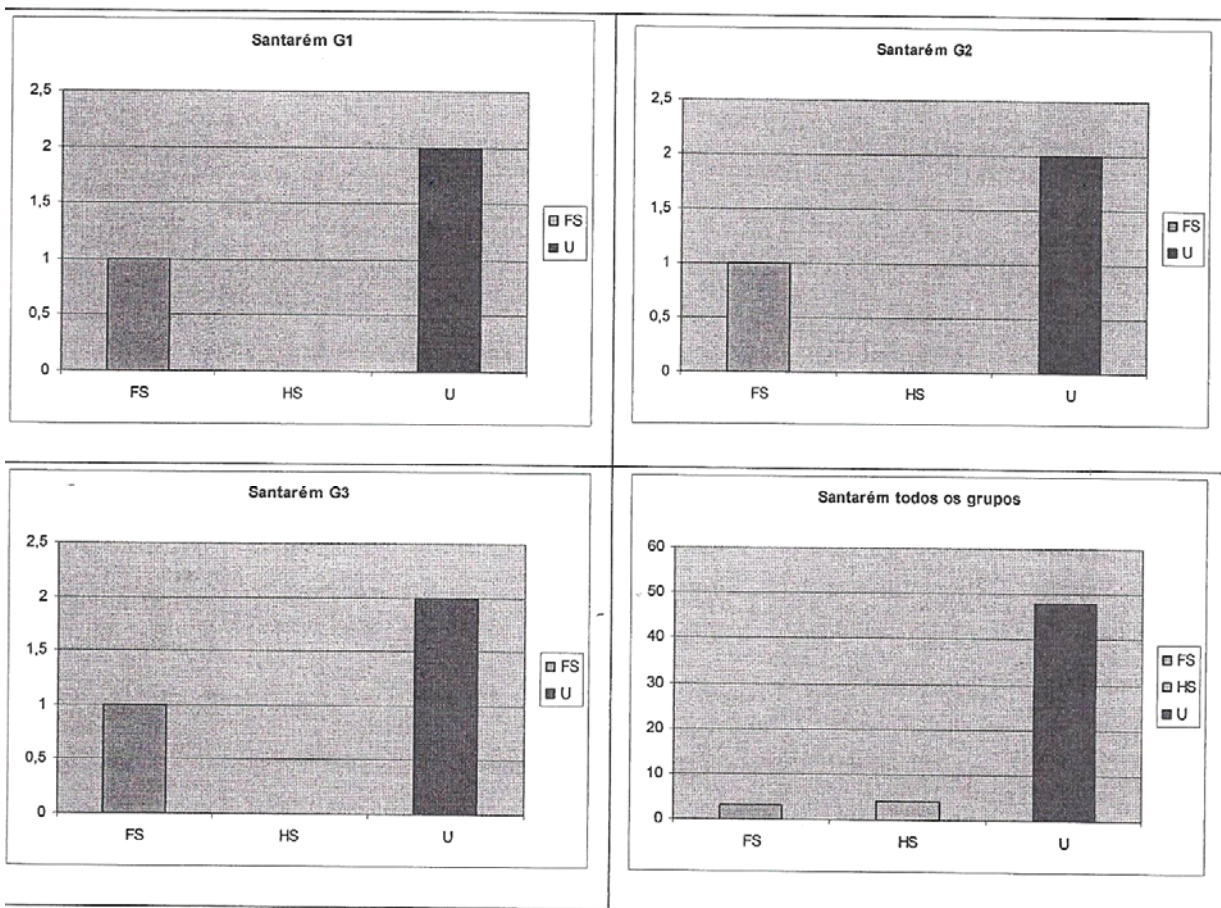 Santarém G1
2,5
2
1,5
1
0,5
0
FS HS U
FS
U
Santarém G2
2,5
2
1,5
1
0,5
0
FS HS U
FS
U
Santarém G3
2,5
2
1,5
1
0,5
0
FS HS U
FS
U
Santarém todos os grupos
60
50
40
30
20
10
0
FS HS U
FS
HS
U